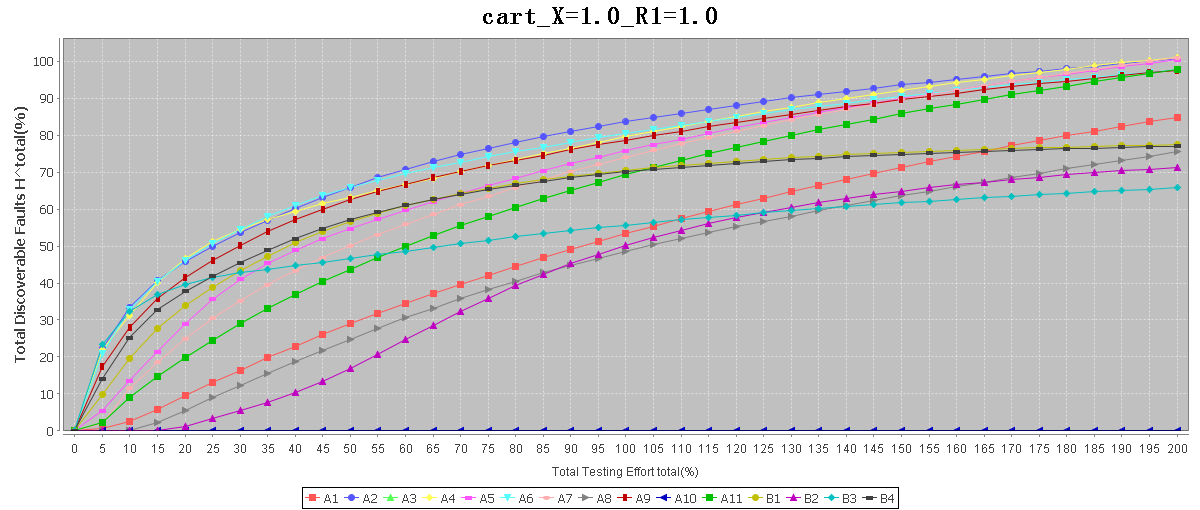 cart_X=1.0_R1=1.0
Total Discoverable Faults H^total(%)
100
90
80
70
60
50
40
30
20
10
0
0 5 10 15 20 25 30 35 40 45 50 55 60 65 70 75 80 85 90 95 100 105 110 115 120 125 130 135 140 145 150 155 160 165 170 175 180 185 190 195 200
Total Testing Effort total(%)
A1 A2 A3 A4 A5 A6 A7 A8 A9 A10 A11 B1 B2 B3 B4